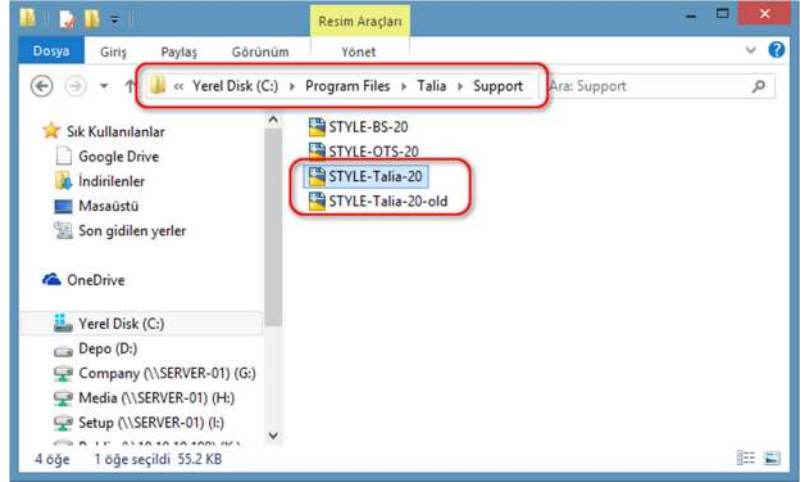 Resim Araçları
Dosya Giriş Paylaş Görünüm Yönet
« Yerel Disk (C:) Program Files Talia Support Ara: Support
Sık Kullanılanlar
Google Drive
İndirilenler
Masaüstü
Son gidilen yerler
OneDrive
Yerel Disk (C:)
Depo (D:)
Company (\\SERVER-01) (G:)
Media (\\SERVER-01) (H:)
Setup (\\SERVER-01) (I:)
STYLE-BS-20
STYLE-OTS-20
STYLE-Talia-20
STYLE-Talia-20-old
4 öğe 1 öğe seçildi 55.2 KB